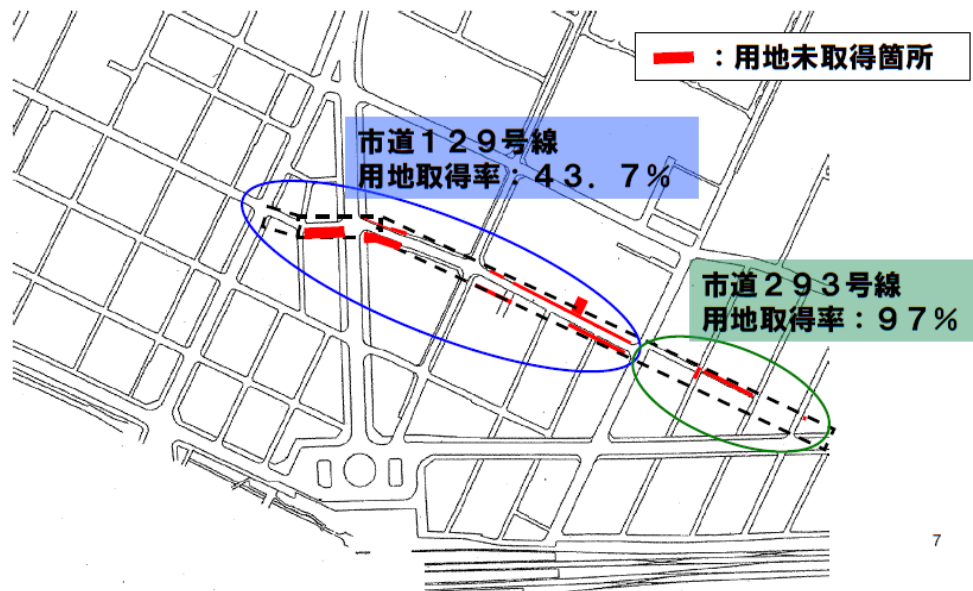 ：用地未取得箇所
市道１２９号線
用地取得率：４３．７％
市道２９３号線
用地取得率：９７％
7